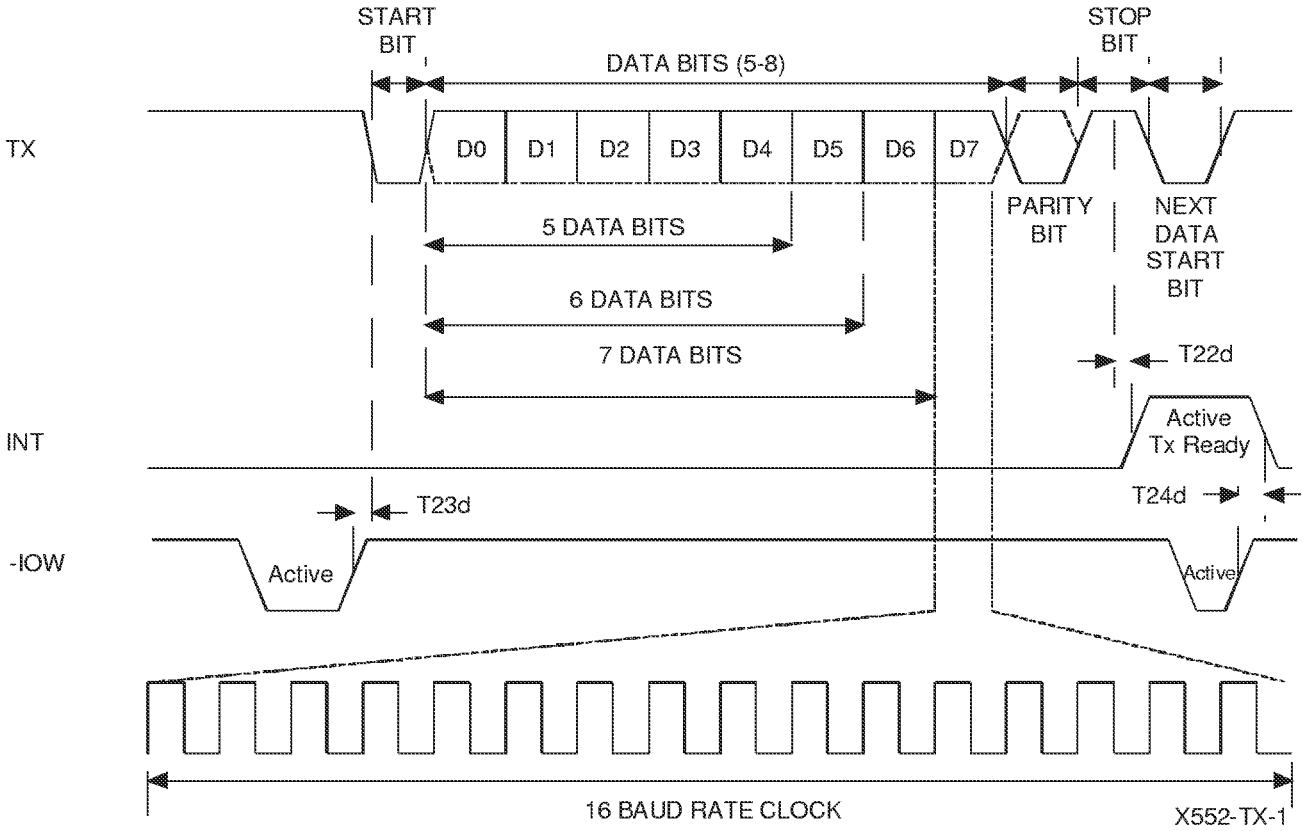 START
BIT
STOP
BIT
DATA BITS (5-8)
TX
D0 D1 D2 D3 D4 D5 D6 D7
PARITY
BIT
NEXT
DATA
START
BIT
5 DATA BITS
6 DATA BITS
7 DATA BITS
T22d
INT
Active
Tx Ready
T23d
T24d
-IOW
Active
Active
16 BAUD RATE CLOCK
X552-TX-1